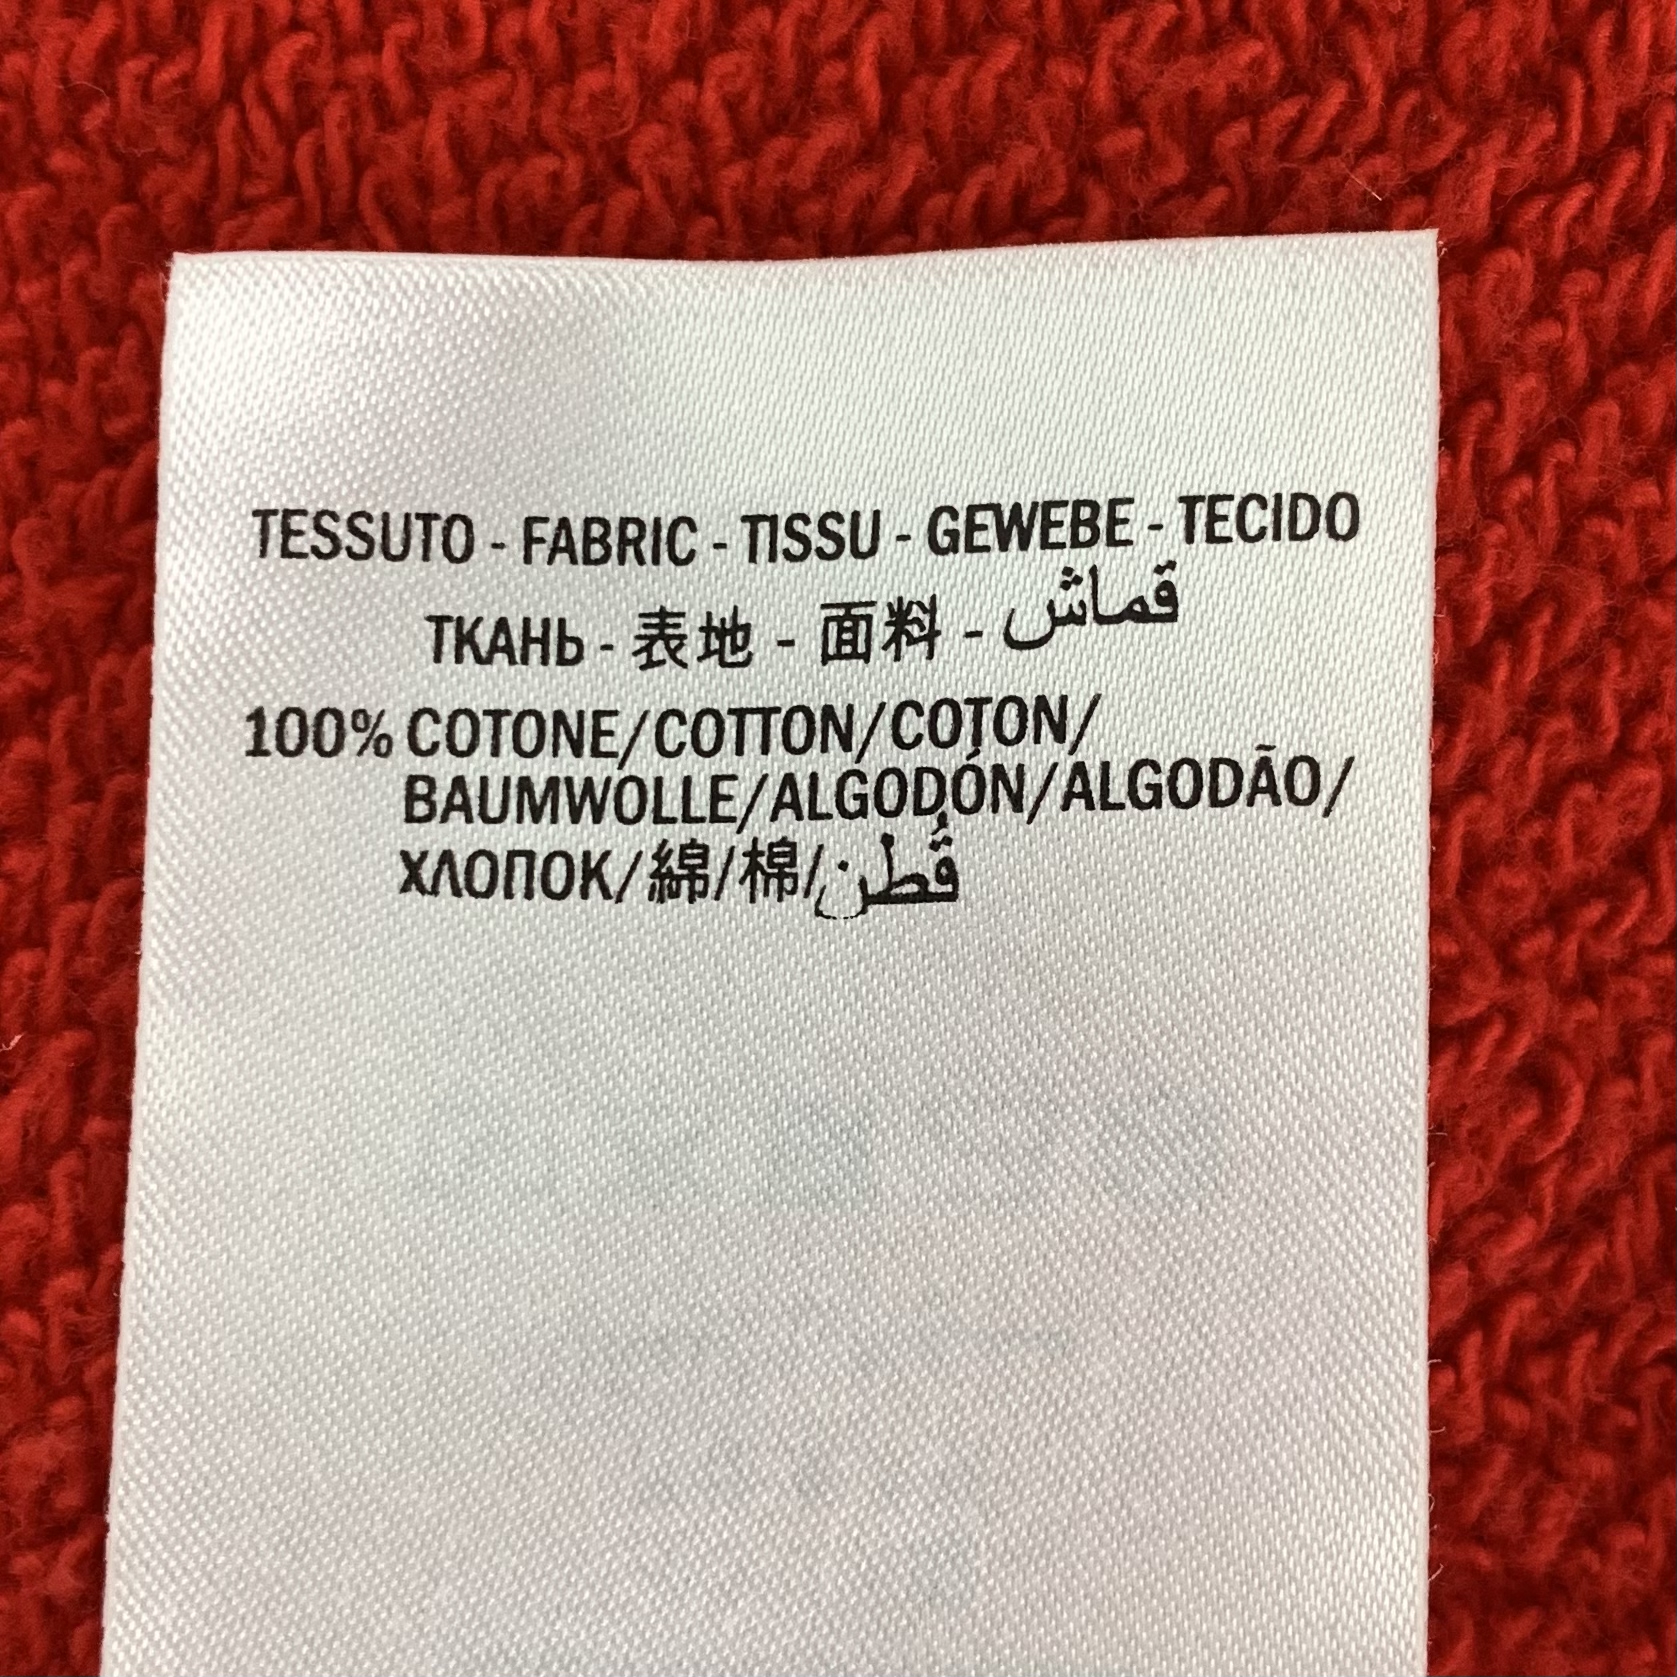 TESSUTO - FABRIC - TISSU - GEWEBE - TECIDO
ТКАНЬ - 表地 - 面料 - قماش
100% COTONE/COTTON/COTON/
BAUMWOLLE/ALGODÓN/ALGODÃO/
ХЛОПОК/綿/棉/قُطن